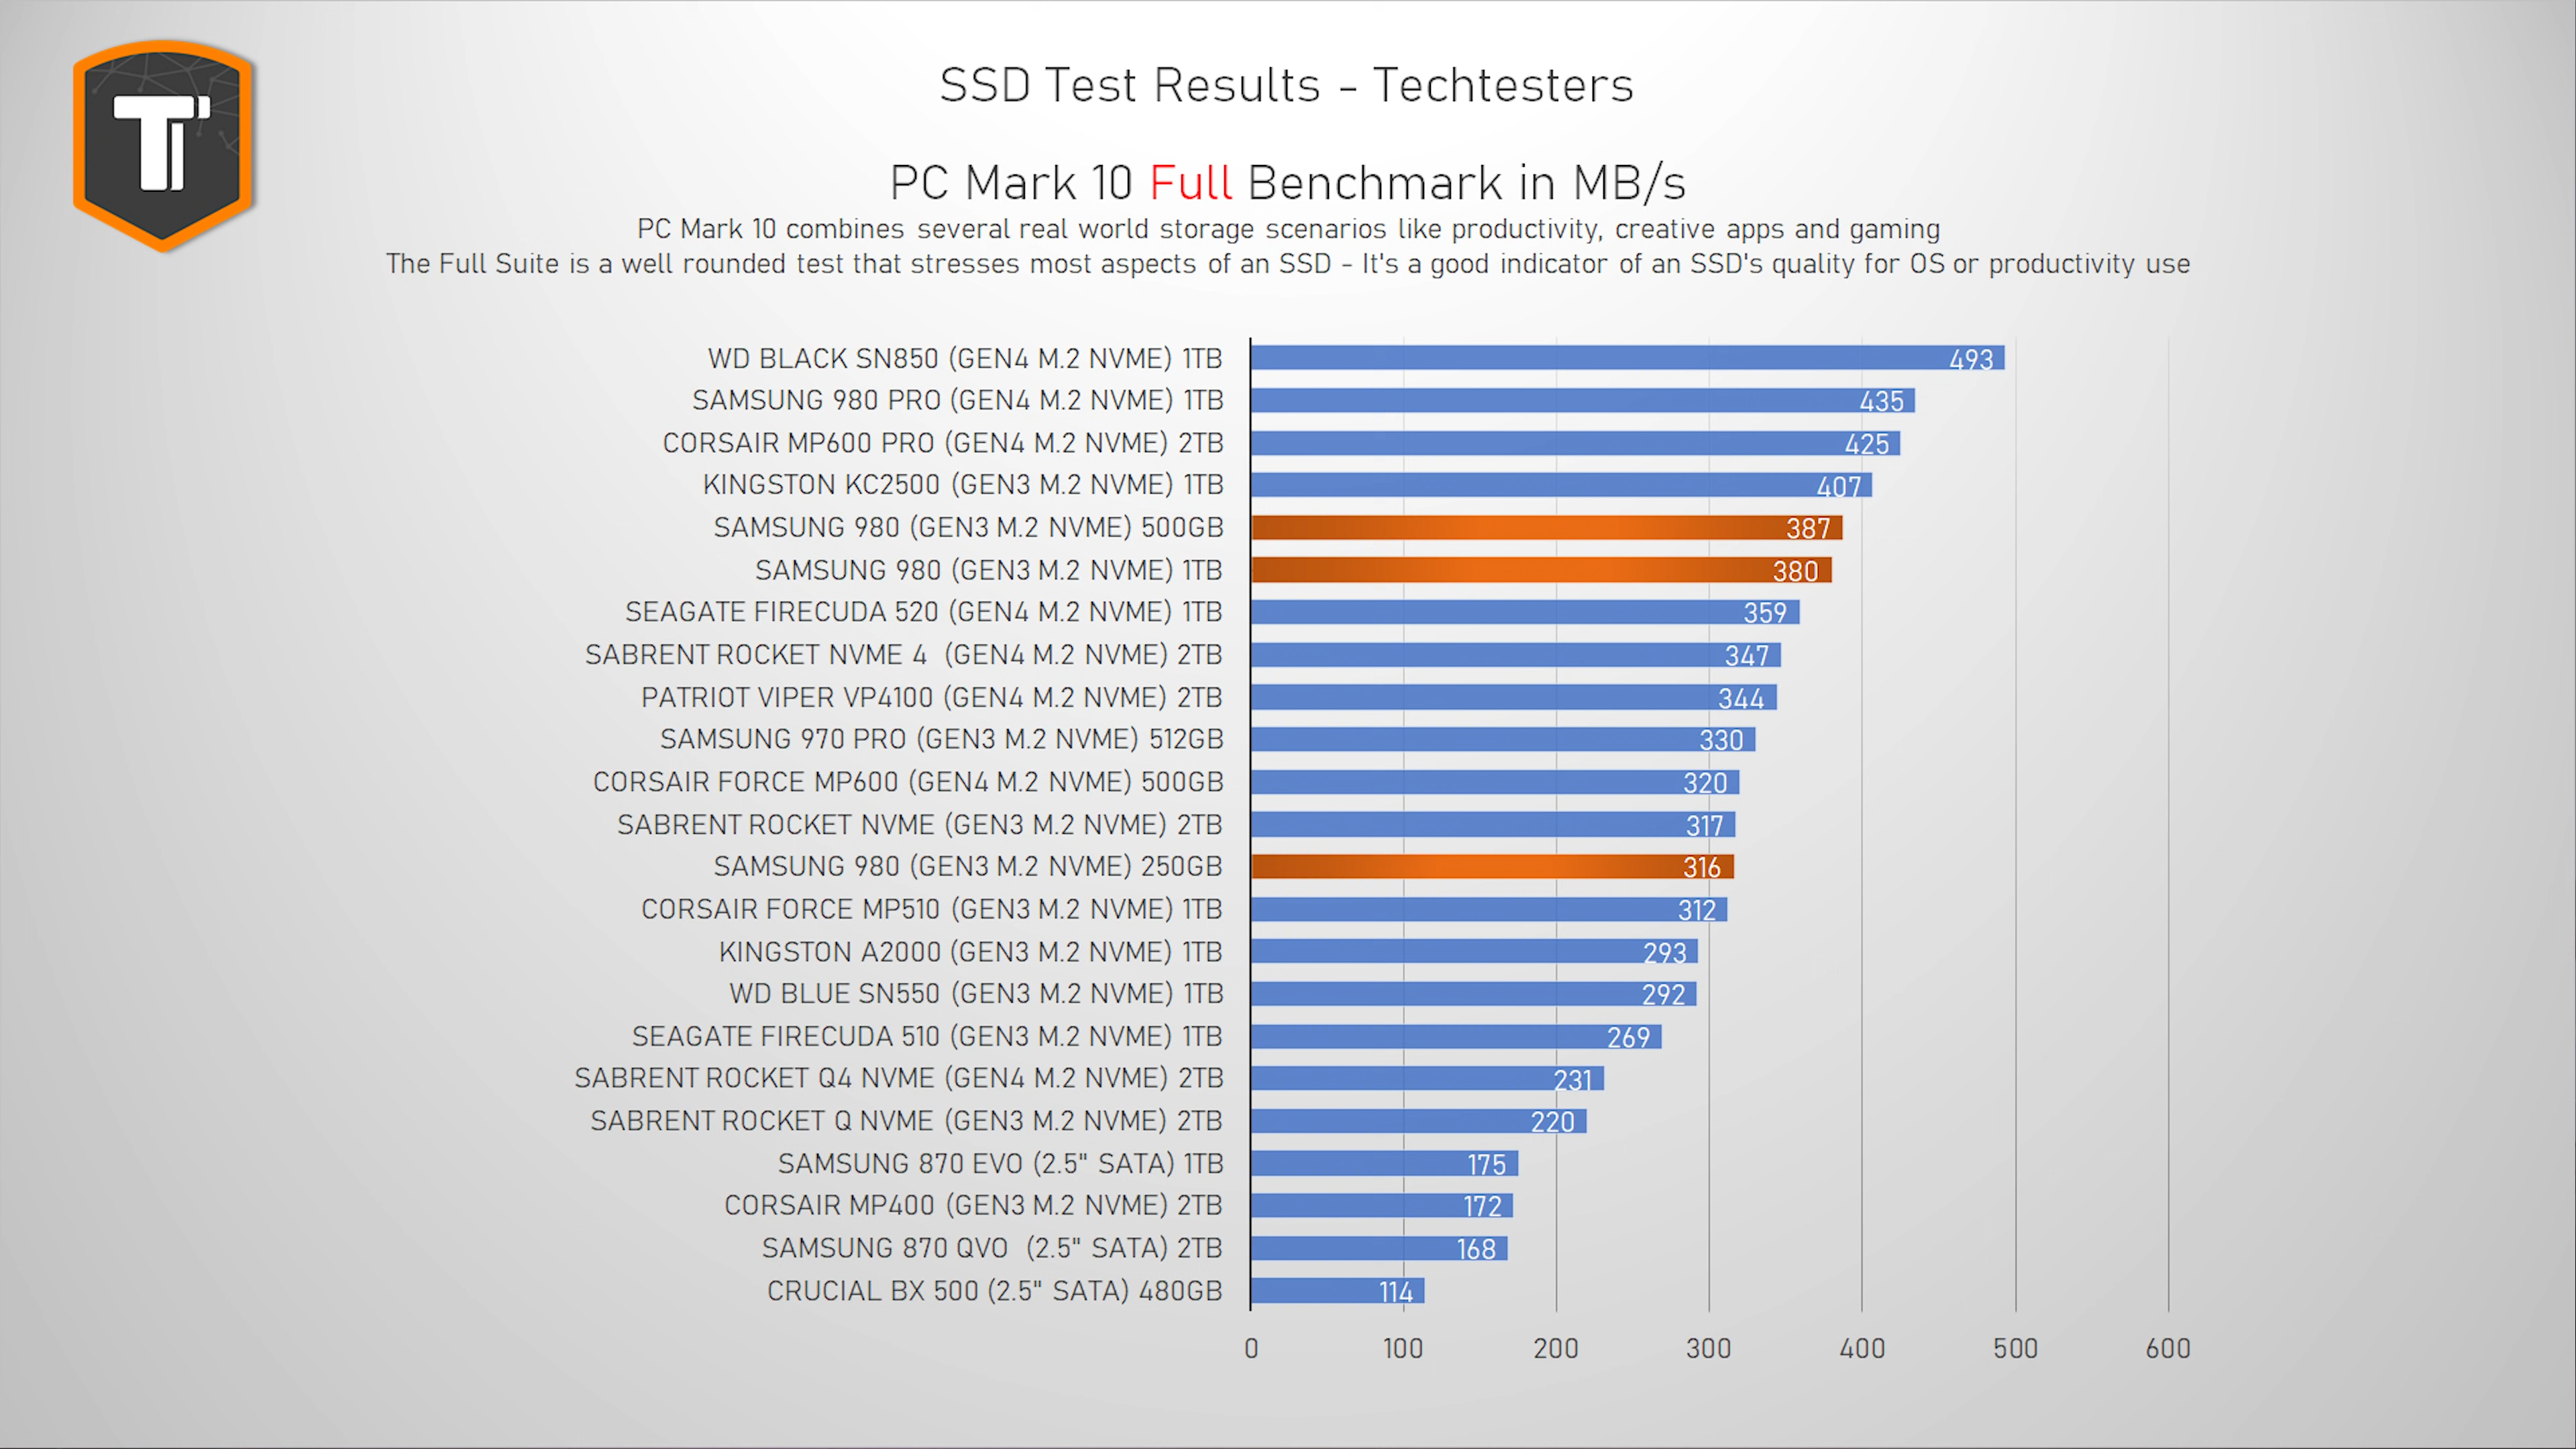 SSD Test Results - Techtesters
PC Mark 10 Full Benchmark in MB/s
PC Mark 10 combines several real world storage scenarios like productivity, creative apps and gaming
The Full Suite is a well rounded test that stresses most aspects of an SSD - It's a good indicator of an SSD's quality for OS or productivity use
WD BLACK SN850 (GEN4 M.2 NVME) 1TB 493
SAMSUNG 980 PRO (GEN4 M.2 NVME) 1TB 435
CORSAIR MP600 PRO (GEN4 M.2 NVME) 2TB 425
KINGSTON KC2500 (GEN3 M.2 NVME) 1TB 407
SAMSUNG 980 (GEN3 M.2 NVME) 500GB 387
SAMSUNG 980 (GEN3 M.2 NVME) 1TB 380
SEAGATE FIRECUDA 520 (GEN4 M.2 NVME) 1TB 359
SABRENT ROCKET NVME 4 (GEN4 M.2 NVME) 2TB 347
PATRIOT VIPER VP4100 (GEN4 M.2 NVME) 2TB 344
SAMSUNG 970 PRO (GEN3 M.2 NVME) 512GB 330
CORSAIR FORCE MP600 (GEN4 M.2 NVME) 500GB 320
SABRENT ROCKET NVME (GEN3 M.2 NVME) 2TB 317
SAMSUNG 980 (GEN3 M.2 NVME) 250GB 316
CORSAIR FORCE MP510 (GEN3 M.2 NVME) 1TB 312
KINGSTON A2000 (GEN3 M.2 NVME) 1TB 293
WD BLUE SN550 (GEN3 M.2 NVME) 1TB 292
SEAGATE FIRECUDA 510 (GEN3 M.2 NVME) 1TB 269
SABRENT ROCKET Q4 NVME (GEN4 M.2 NVME) 2TB 231
SABRENT ROCKET Q NVME (GEN3 M.2 NVME) 2TB 220
SAMSUNG 870 EVO (2.5" SATA) 1TB 175
CORSAIR MP400 (GEN3 M.2 NVME) 2TB 172
SAMSUNG 870 QVO (2.5" SATA) 2TB 168
CRUCIAL BX 500 (2.5" SATA) 480GB 114
0 100 200 300 400 500 600